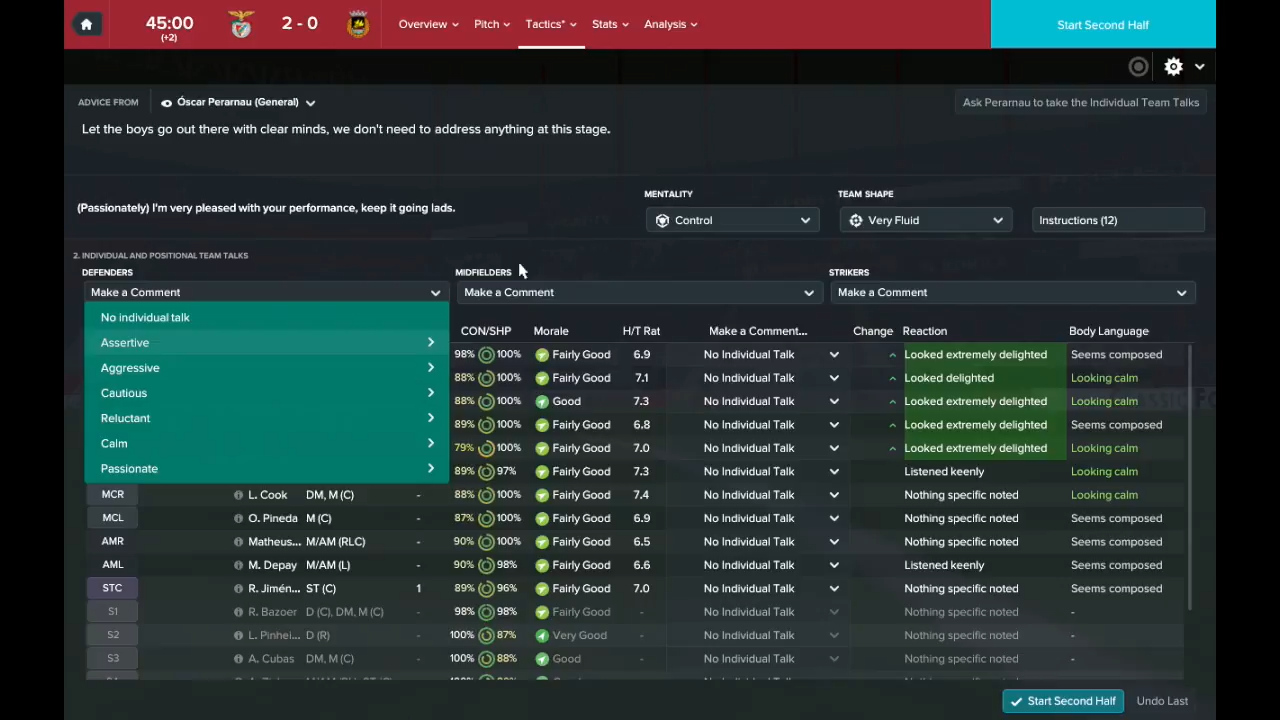 45:00
(+2)
2 - 0
Overview
Pitch
Tactics*
Stats
Analysis
Start Second Half
ADVICE FROM
Óscar Perarnau (General)
Ask Perarnau to take the Individual Team Talks
Let the boys go out there with clear minds, we don't need to address anything at this stage.
MENTALITY
TEAM SHAPE
(Passionately) I'm very pleased with your performance, keep it going lads.
Control
Very Fluid
Instructions (12)
2. INDIVIDUAL AND POSITIONAL TEAM TALKS
DEFENDERS
MIDFIELDERS
STRIKERS
Make a Comment
Make a Comment
Make a Comment
No individual talk
Assertive
Aggressive
Cautious
Reluctant
Calm
Passionate
CON/SHP Morale H/T Rat Make a Comment... Change Reaction Body Language
98% 100% Fairly Good 6.9 No Individual Talk Looked extremely delighted Seems composed
88% 100% Fairly Good 7.1 No Individual Talk Looked delighted Looking calm
88% 100% Good 7.3 No Individual Talk Looked extremely delighted Looking calm
89% 100% Fairly Good 6.8 No Individual Talk Looked extremely delighted Seems composed
79% 100% Fairly Good 7.0 No Individual Talk Looked extremely delighted Looking calm
89% 97% Fairly Good 7.3 No Individual Talk Listened keenly Looking calm
MCR L. Cook DM, M (C) - 88% 100% Fairly Good 7.4 No Individual Talk Nothing specific noted Looking calm
MCL O. Pineda M (C) - 87% 100% Fairly Good 6.9 No Individual Talk Nothing specific noted Seems composed
AMR Matheus... M/AM (RLC) - 90% 100% Fairly Good 6.5 No Individual Talk Nothing specific noted Seems composed
AML M. Depay M/AM (L) - 90% 98% Fairly Good 6.6 No Individual Talk Listened keenly Seems composed
STC R. Jimén... ST (C) 1 89% 96% Fairly Good 7.0 No Individual Talk Nothing specific noted Seems composed
S1 R. Bazoer D (C), DM, M (C) - 98% 98% Fairly Good - No Individual Talk Nothing specific noted -
S2 L. Pinhei... D (R) - 100% 87% Very Good - No Individual Talk Nothing specific noted -
S3 A. Cubas DM, M (C) - 100% 88% Good - No Individual Talk Nothing specific noted -
Start Second Half
Undo Last